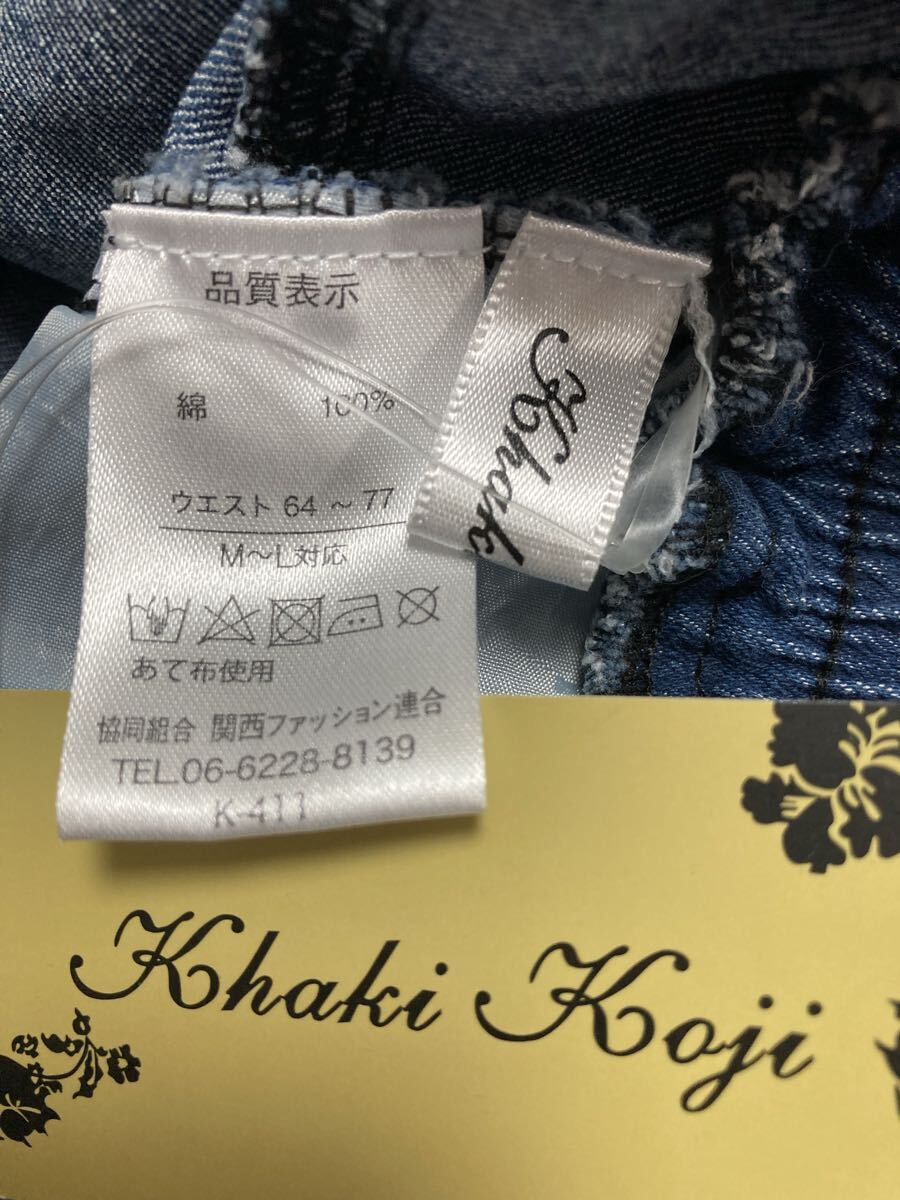 品質表示
綿 100%
ウエスト 64 ～ 77
M～L対応
あて布使用
協同組合 関西ファッション連合
TEL.06-6228-8139
K-411
Khaki
Khaki Koji